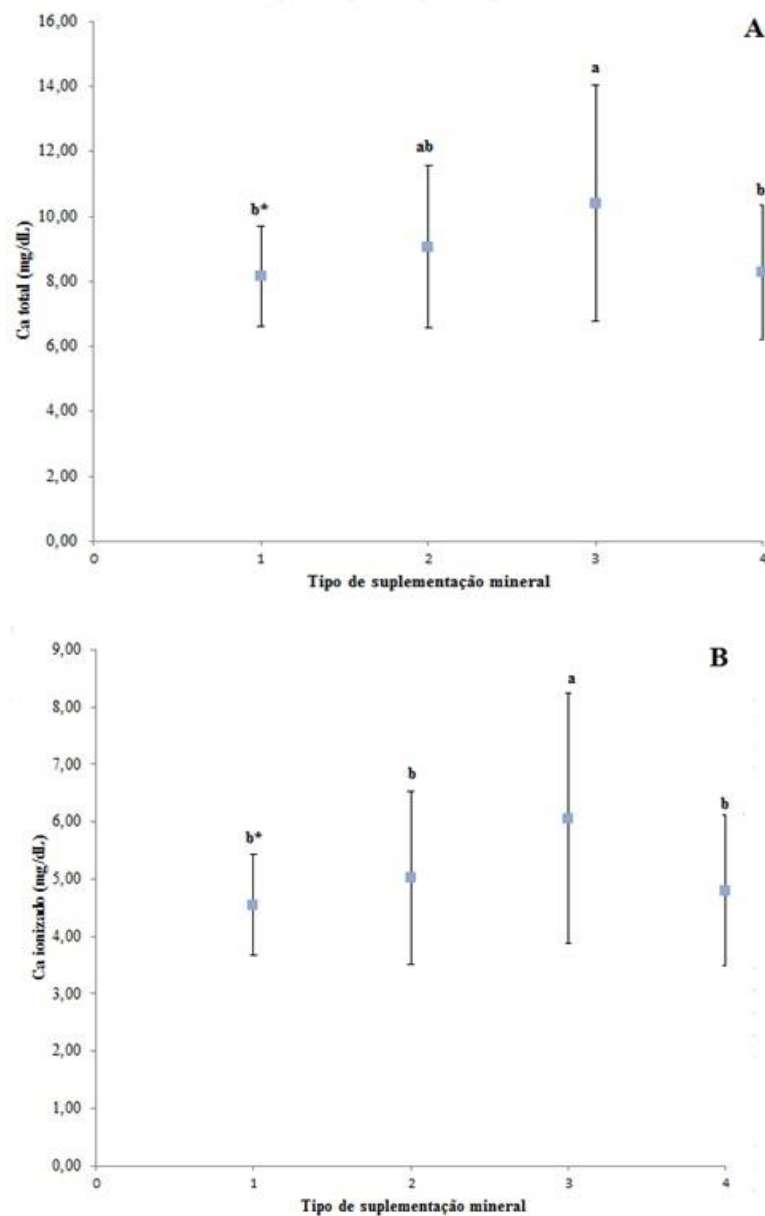 A
16,00
14,00
12,00
10,00
8,00
6,00
4,00
2,00
0,00
Ca total (mg/dL)
b*
ab
a
b
0 1 2 3 4
Tipo de suplementação mineral
B
9,00
8,00
7,00
6,00
5,00
4,00
3,00
2,00
1,00
0,00
Ca ionizado (mg/dL)
b*
b
a
b
0 1 2 3 4
Tipo de suplementação mineral